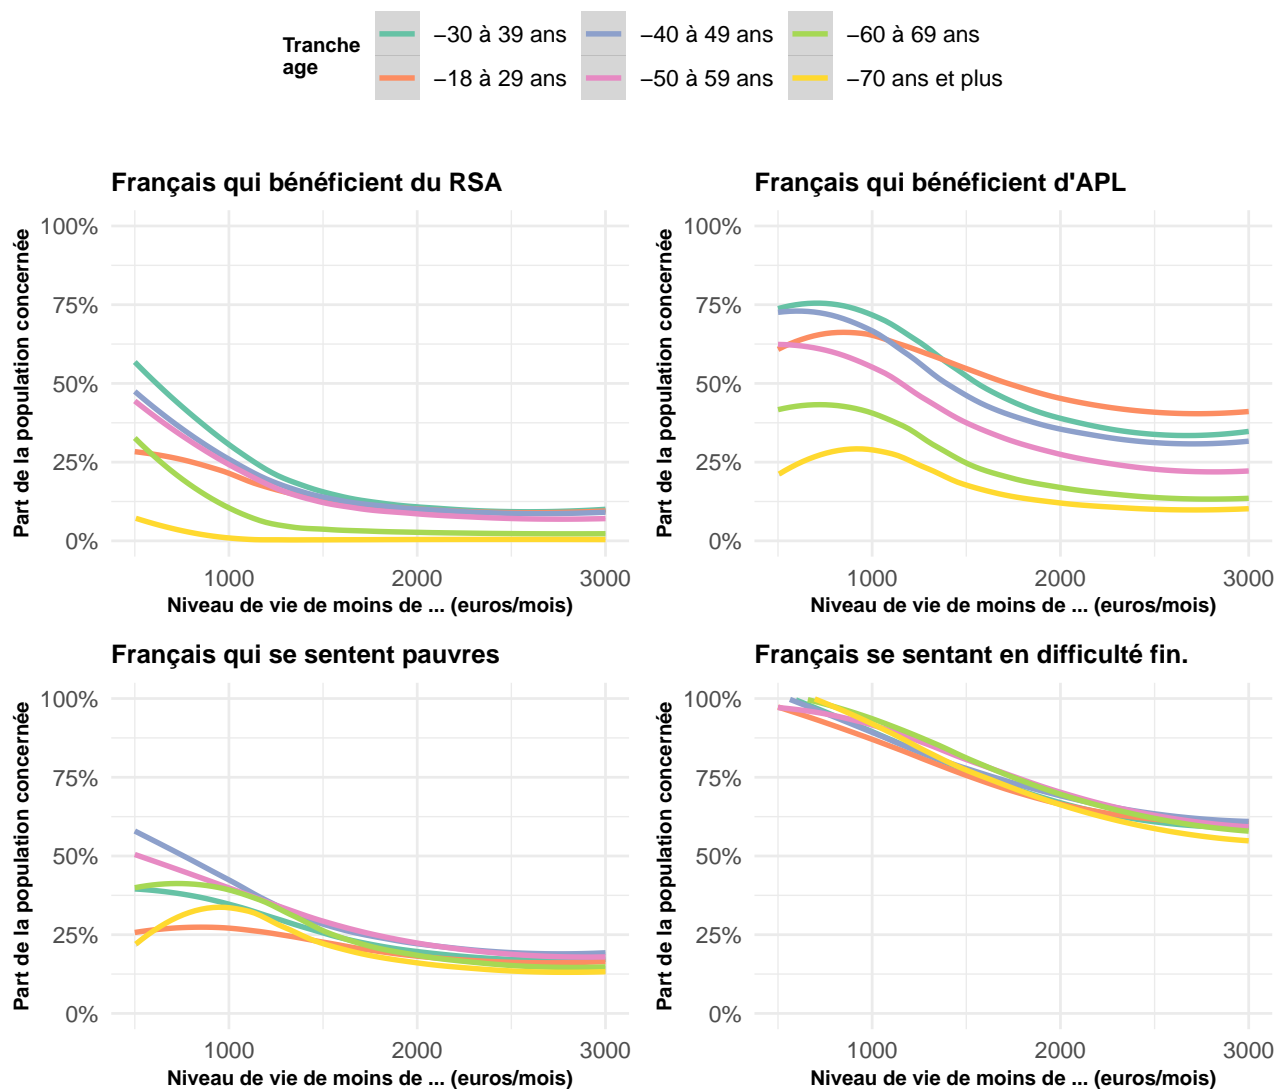 Tranche
age
−30 à 39 ans
−40 à 49 ans
−60 à 69 ans
−18 à 29 ans
−50 à 59 ans
−70 ans et plus
Français qui bénéficient du RSA
Part de la population concernée
100%
75%
50%
25%
0%
1000 2000 3000
Niveau de vie de moins de ... (euros/mois)
Français qui bénéficient d'APL
Part de la population concernée
100%
75%
50%
25%
0%
1000 2000 3000
Niveau de vie de moins de ... (euros/mois)
Français qui se sentent pauvres
Part de la population concernée
100%
75%
50%
25%
0%
1000 2000 3000
Niveau de vie de moins de ... (euros/mois)
Français se sentant en difficulté fin.
Part de la population concernée
100%
75%
50%
25%
0%
1000 2000 3000
Niveau de vie de moins de ... (euros/mois)